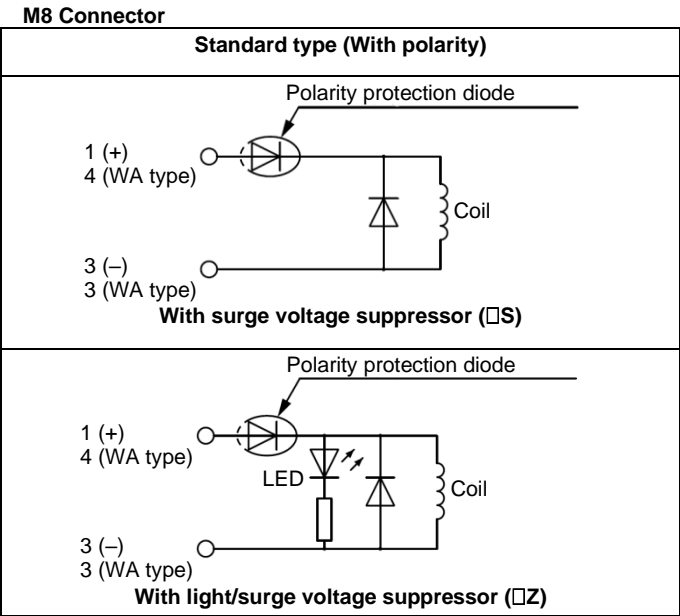 M8 Connector
Standard type (With polarity)
Polarity protection diode
1 (+)
4 (WA type)
Coil
3 (–)
3 (WA type)
With surge voltage suppressor (□S)
Polarity protection diode
1 (+)
4 (WA type)
LED
Coil
3 (–)
3 (WA type)
With light/surge voltage suppressor (□Z)